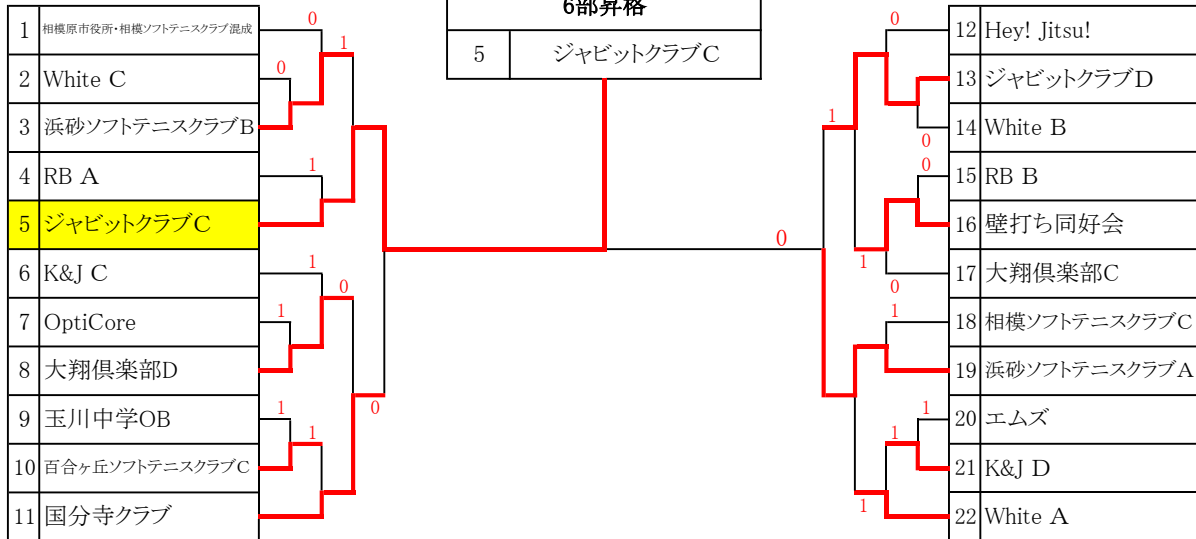 6部昇格
5 ジャビットクラブC
1 相模原市役所・相模ソフトテニスクラブ混成
0
1
2 White C
0
3 浜砂ソフトテニスクラブB
4 RB A
1
5 ジャビットクラブC
6 K&J C
1
0
7 OptiCore
1
8 大翔倶楽部D
9 玉川中学OB
1
0
10 百合ヶ丘ソフトテニスクラブC
1
11 国分寺クラブ
0
0
12 Hey! Jitsu!
13 ジャビットクラブD
1
14 White B
0
0
15 RB B
16 壁打ち同好会
1
17 大翔倶楽部C
0
1
18 相模ソフトテニスクラブC
19 浜砂ソフトテニスクラブA
1
20 エムズ
1
21 K&J D
1
22 White A